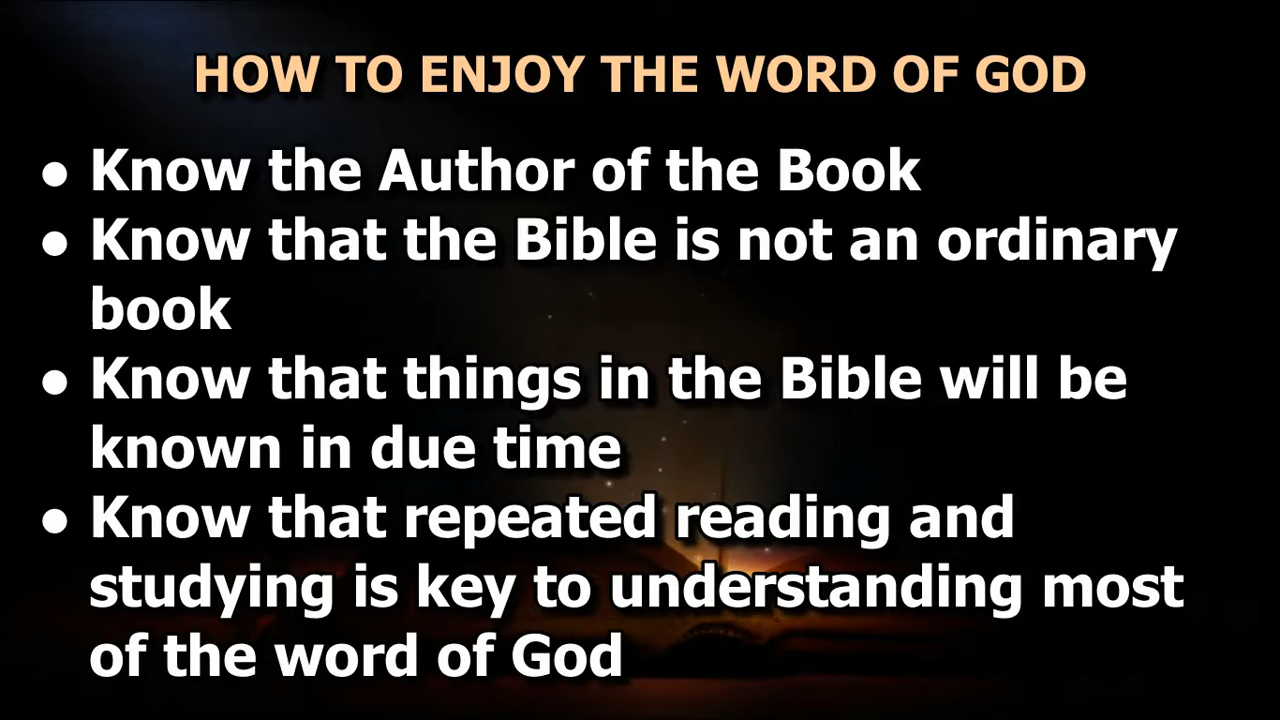 HOW TO ENJOY THE WORD OF GOD
● Know the Author of the Book
● Know that the Bible is not an ordinary
book
● Know that things in the Bible will be
known in due time
● Know that repeated reading and
studying is key to understanding most
of the word of God